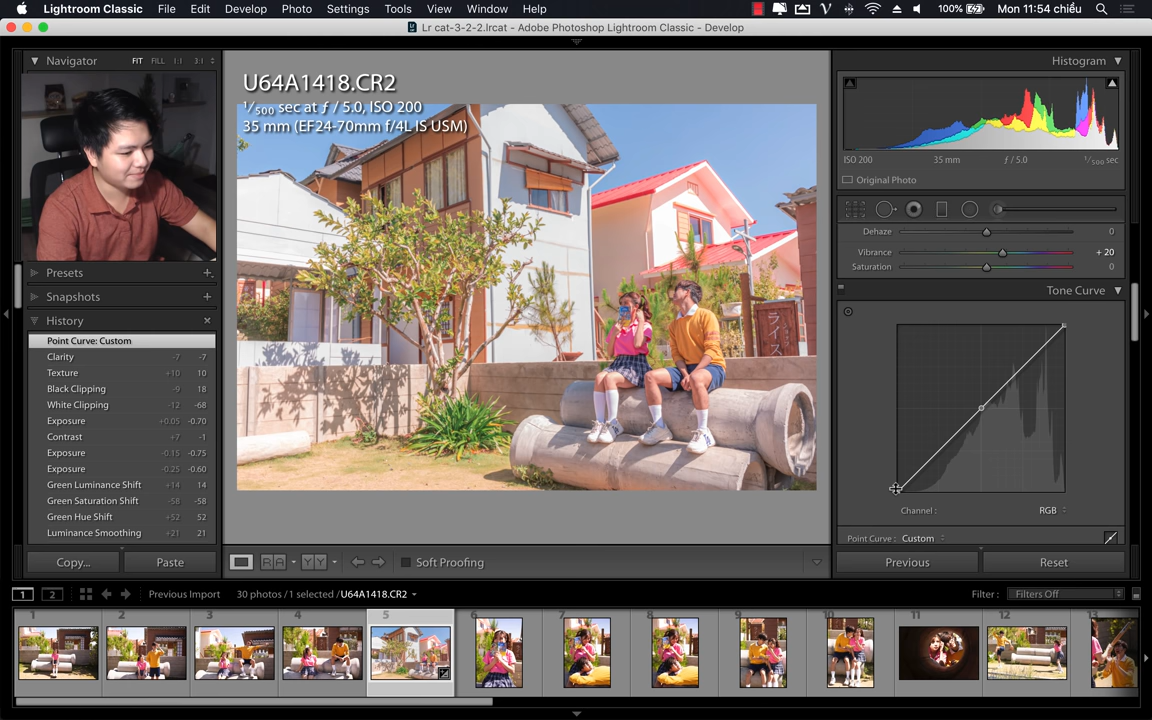 Lightroom Classic File Edit Develop Photo Settings Tools View Window Help 100% Mon 11:54 chiều
Lr cat-3-2-2.lrcat - Adobe Photoshop Lightroom Classic - Develop
Navigator FIT FILL 1:1 3:1
Histogram
U64A1418.CR2
1/500 sec at ƒ / 5.0, ISO 200
35 mm (EF24-70mm f/4L IS USM)
ISO 200 35 mm ƒ / 5.0 1/500 sec
Original Photo
Dehaze 0
Vibrance + 20
Saturation 0
Tone Curve
Channel : RGB
Point Curve : Custom
Presets
Snapshots
History
Point Curve: Custom
Clarity -7 -7
Texture +10 10
Black Clipping -9 18
White Clipping -12 -68
Exposure +0.05 -0.70
Contrast +7 -1
Exposure -0.15 -0.75
Exposure -0.25 -0.60
Green Luminance Shift +14 14
Green Saturation Shift -58 -58
Green Hue Shift +52 52
Luminance Smoothing +21 21
Copy... Paste
R A Y Y Soft Proofing
Previous Reset
1 2 Previous Import 30 photos / 1 selected / U64A1418.CR2 Filter : Filters Off
1 2 3 4 5 6 7 8 9 10 11 12 13